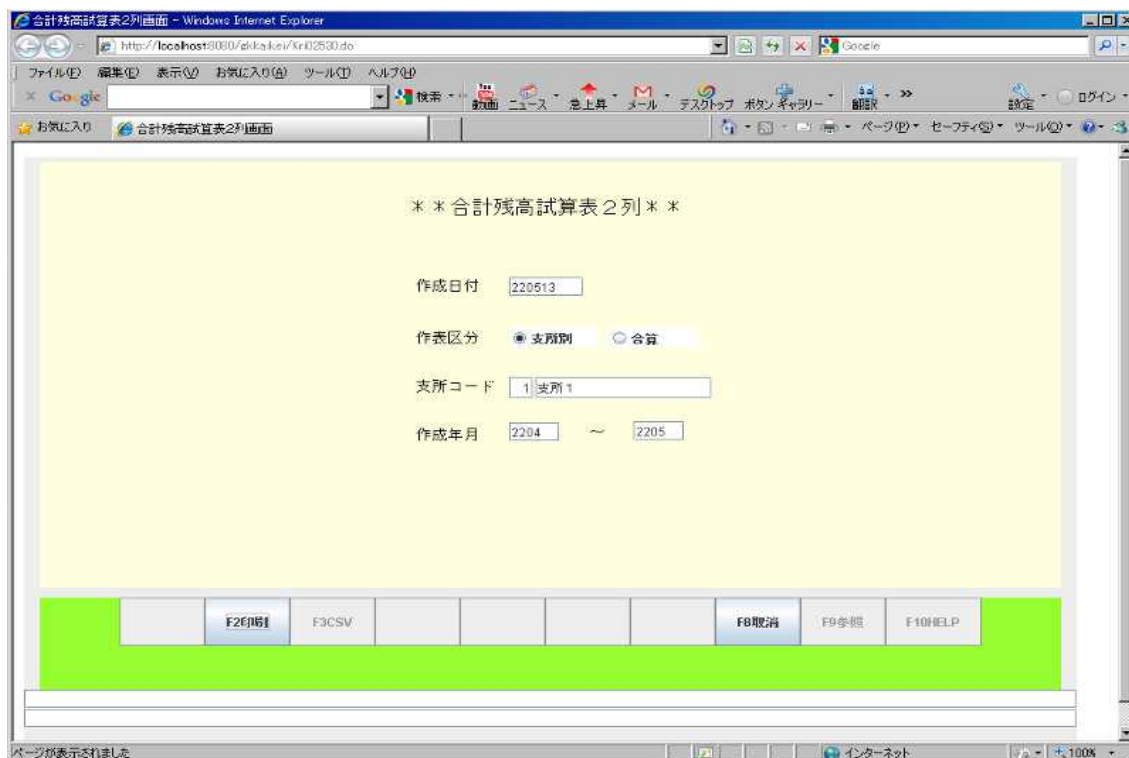 合計残高試算表2列画面 - Windows Internet Explorer
http://localhost:8080/
Google
ファイル(F) 編集(E) 表示(V) お気に入り(A) ツール(T) ヘルプ(H)
× Google 検索 動画 ニュース 急上昇 メール デスクトップ ボタン ギャラリー 翻訳 » 設定 ログイン
お気に入り 合計残高試算表2列画面 ページ(P) セーフティ(S) ツール(O)
**合計残高試算表2列**
作成日付 220513
作表区分 支所別 合算
支所コード 1 支所1
作成年月 2204 ~ 2205
F2印刷 F3CSV F8取消 F9参照 F10HELP
ページが表示されました インターネット 100%